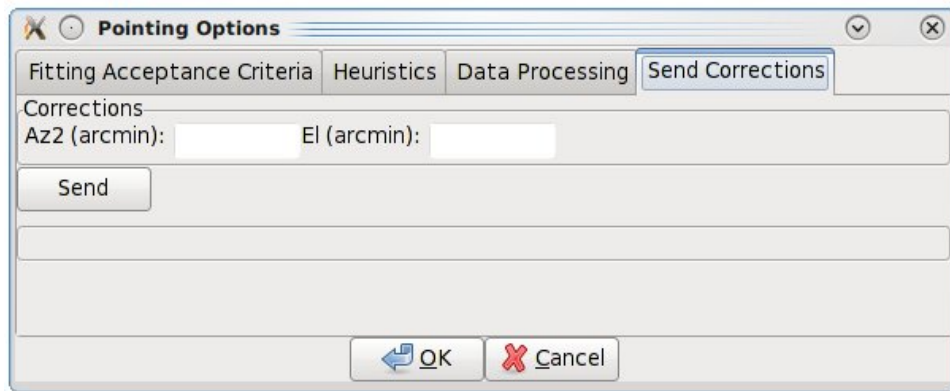 Pointing Options
Fitting Acceptance Criteria Heuristics Data Processing Send Corrections
Corrections
Az2 (arcmin): El (arcmin):
Send
OK Cancel